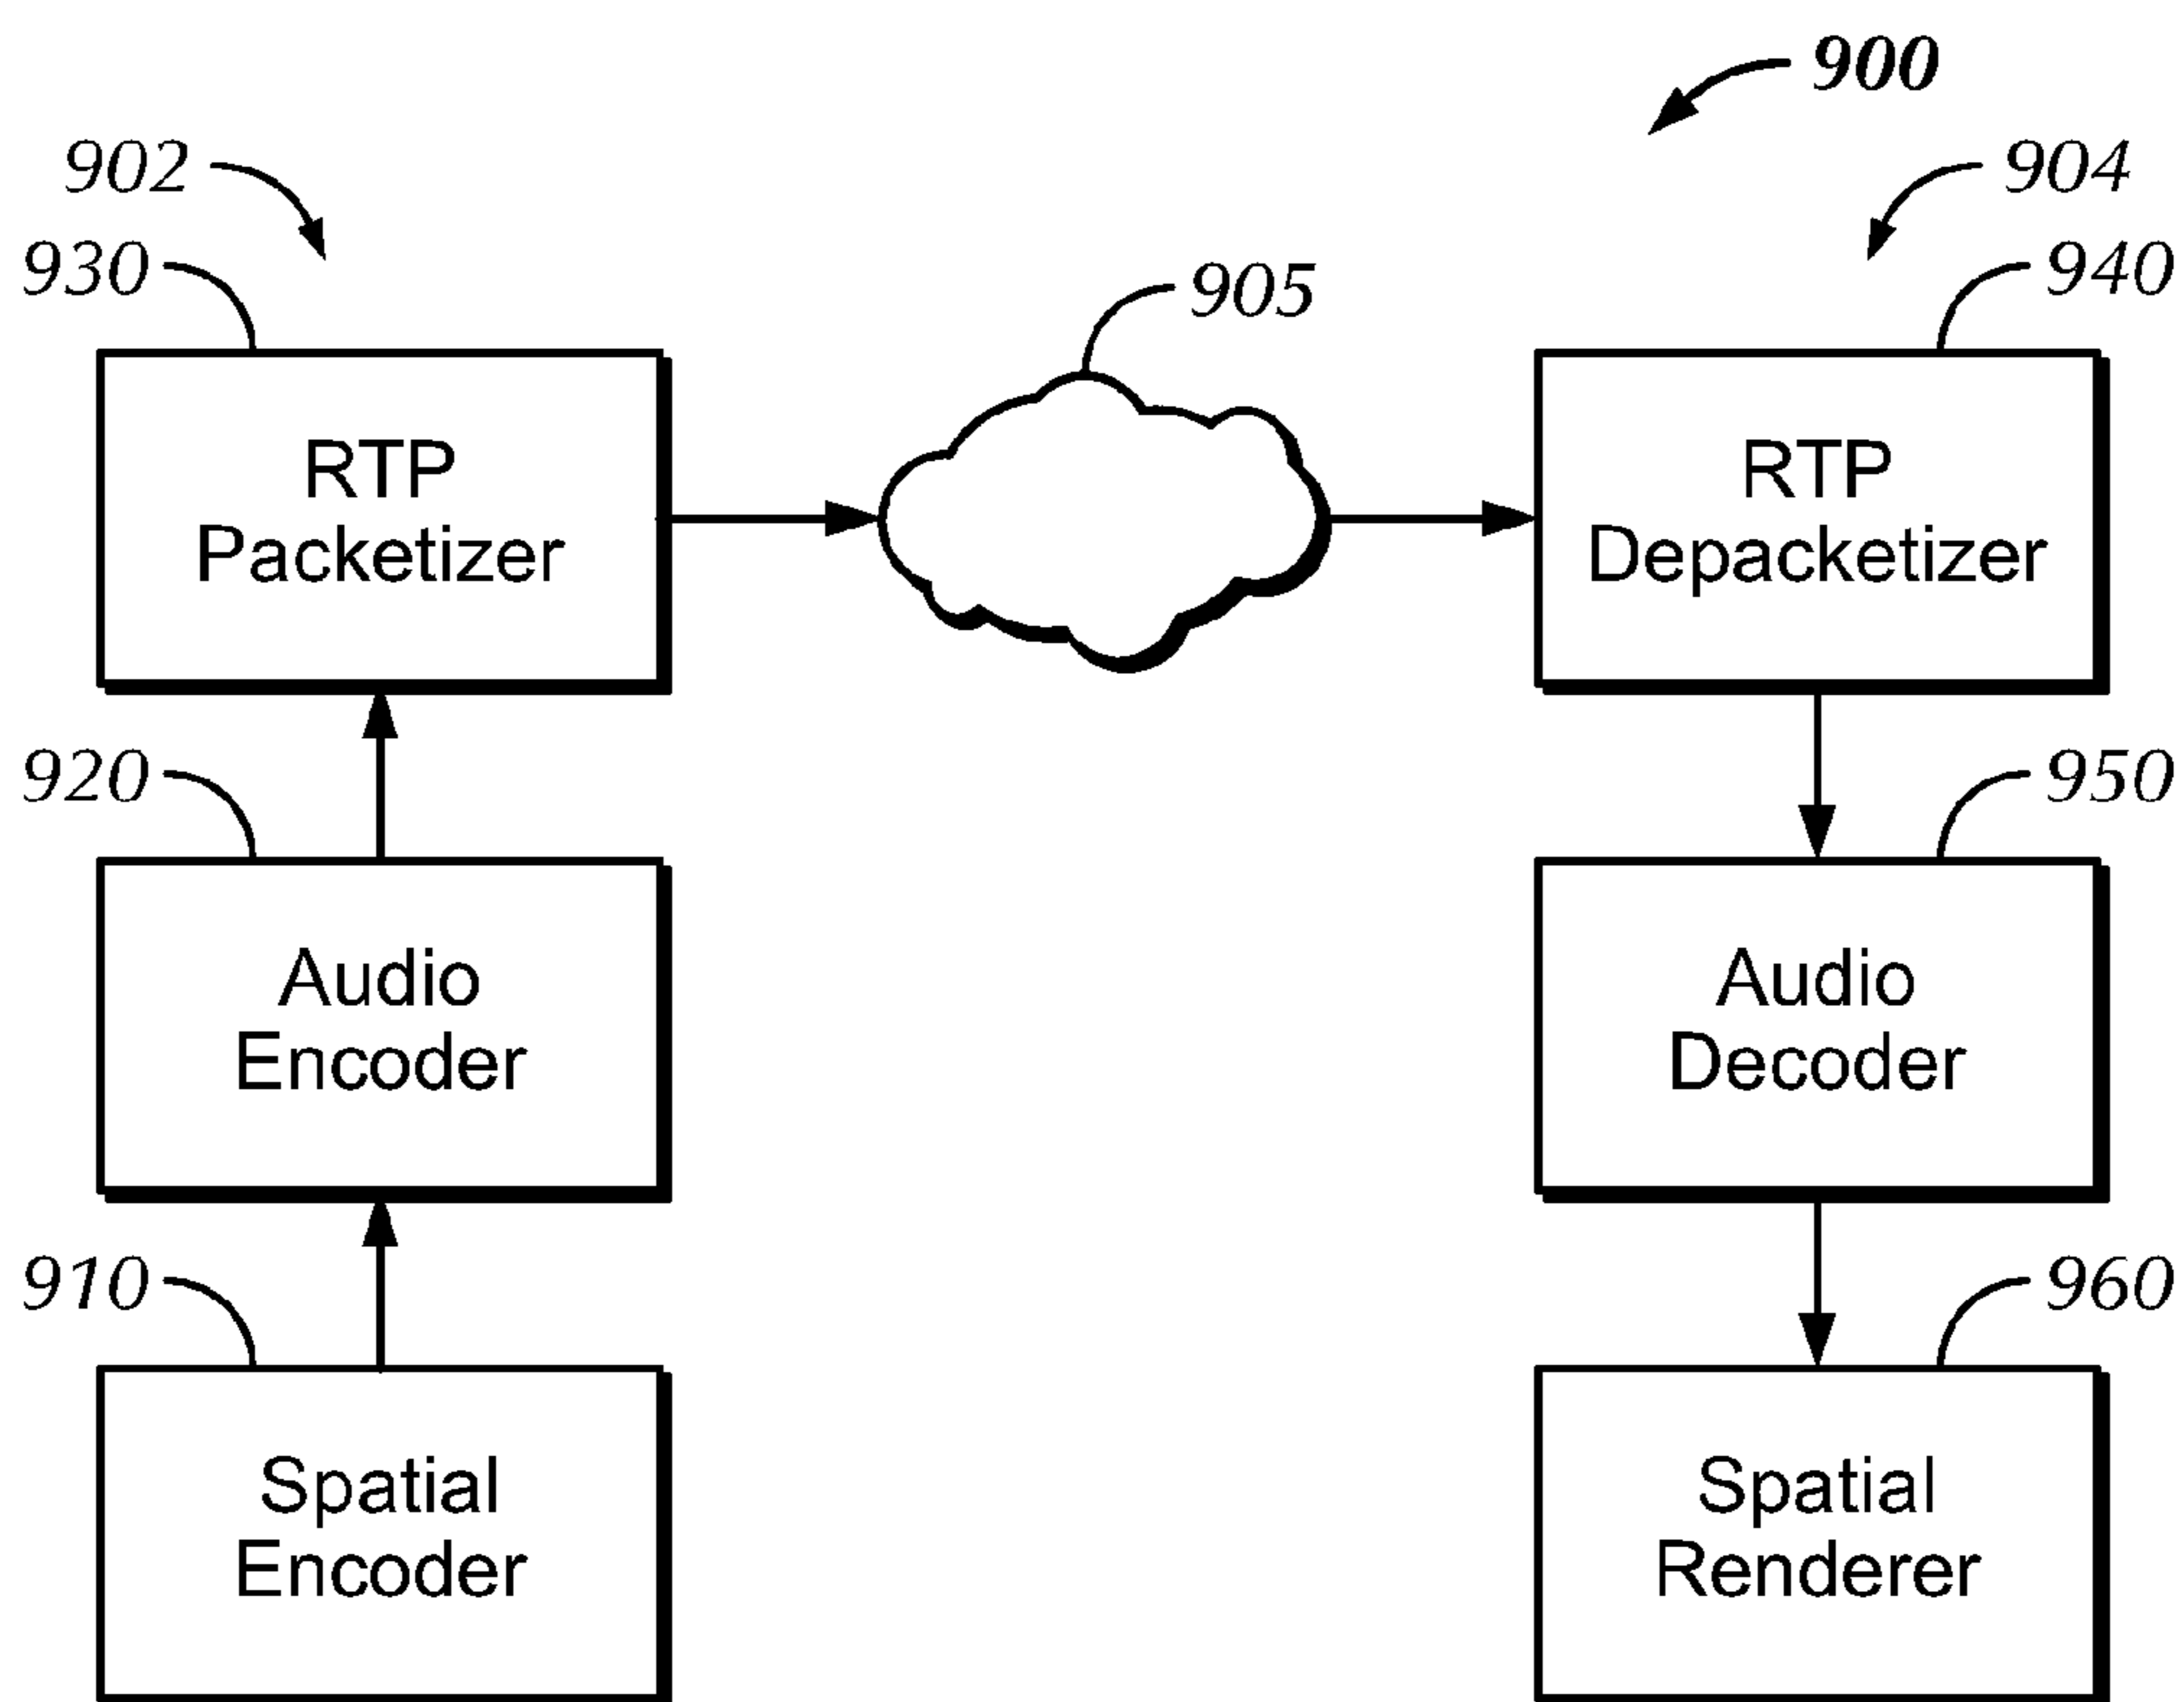 900
902
904
930
940
905
RTP
Packetizer
RTP
Depacketizer
920
950
Audio
Encoder
Audio
Decoder
910
960
Spatial
Encoder
Spatial
Renderer